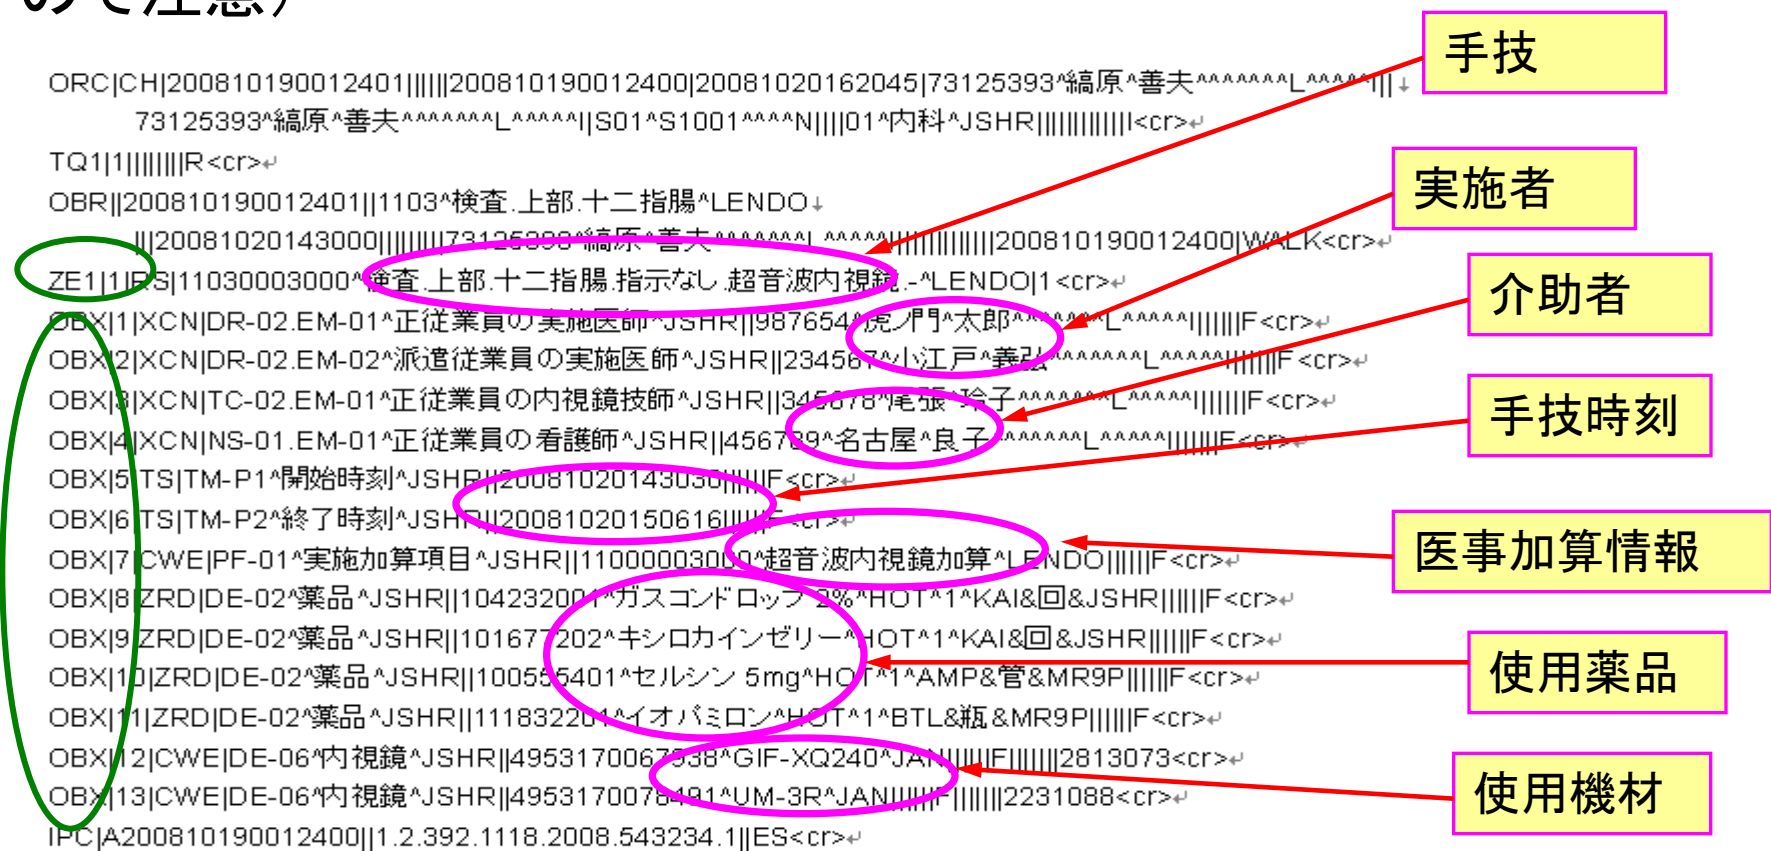 ので注意）
手技
ORC|CH|200810190012401||||||200810190012400|20081020162045|73125393^縞原^善夫^^^^^^^L^^^^^I|||↓
73125393^縞原^善夫^^^^^^^L^^^^^I||S01^S1001^^^^N||||01^内科^JSHR|||||||||||||I<cr>↵
TQ1|1||||||||R<cr>↵
実施者
OBR||200810190012401||1103^検査.上部.十二指腸^LENDO↓
|||20081020143000|||||||||73125393^縞原^善夫^^^^^^^L^^^^^I||||||||||||200810190012400|WALK<cr>↵
ZE1|1|RS|11030003000^検査.上部.十二指腸.指示なし.超音波内視鏡.-^LENDO|1<cr>↵
介助者
OBX|1|XCN|DR-02.EM-01^正従業員の実施医師^JSHR||987654^虎ノ門^太郎^^^^^^^L^^^^^I||||||F<cr>↵
OBX|2|XCN|DR-02.EM-02^派遣従業員の実施医師^JSHR||234567^小江戸^義弘^^^^^^^L^^^^^I||||||F<cr>↵
OBX|3|XCN|TC-02.EM-01^正従業員の内視鏡技師^JSHR||345678^尾張^玲子^^^^^^^L^^^^^I||||||F<cr>↵
手技時刻
OBX|4|XCN|NS-01.EM-01^正従業員の看護師^JSHR||456789^名古屋^良子^^^^^^^L^^^^^I||||||F<cr>↵
OBX|5|TS|TM-P1^開始時刻^JSHR||20081020143030||||||F<cr>↵
OBX|6|TS|TM-P2^終了時刻^JSHR||20081020150616||||||F<cr>↵
医事加算情報
OBX|7|CWE|PF-01^実施加算項目^JSHR||11000003000^超音波内視鏡加算^LENDO||||||F<cr>↵
OBX|8|ZRD|DE-02^薬品^JSHR||104232001^ガスコンドロップ 2%^HOT^1^KAI&回&JSHR||||||F<cr>↵
OBX|9|ZRD|DE-02^薬品^JSHR||101677202^キシロカインゼリー^HOT^1^KAI&回&JSHR||||||F<cr>↵
使用薬品
OBX|10|ZRD|DE-02^薬品^JSHR||100555401^セルシン 5mg^HOT^1^AMP&管&MR9P||||||F<cr>↵
OBX|11|ZRD|DE-02^薬品^JSHR||111832201^イオパミロン^HOT^1^BTL&瓶&MR9P||||||F<cr>↵
OBX|12|CWE|DE-06^内視鏡^JSHR||4953170067938^GIF-XQ240^JAN||||||F|||||||2813073<cr>↵
使用機材
OBX|13|CWE|DE-06^内視鏡^JSHR||4953170078491^UM-3R^JAN||||||F|||||||2231088<cr>↵
IPC|A200810190012400||1.2.392.1118.2008.543234.1||ES<cr>↵